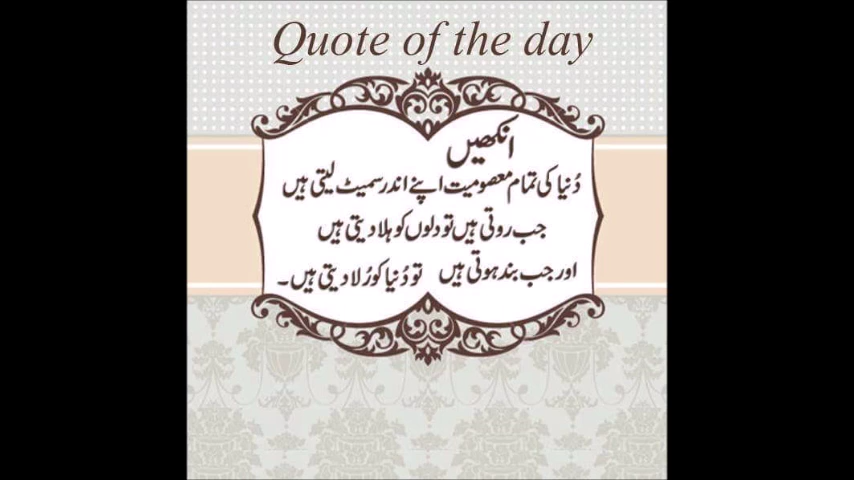 Quote of the day
انکھیں
دُنیا کی تمام معصومیت اپنے اندر سمیٹ لیتی ہیں
جب روتی ہیں تو دلوں کو ہلا دیتی ہیں
اور جب بند ہوتی ہیں تو دُنیا کو رُلا دیتی ہیں۔